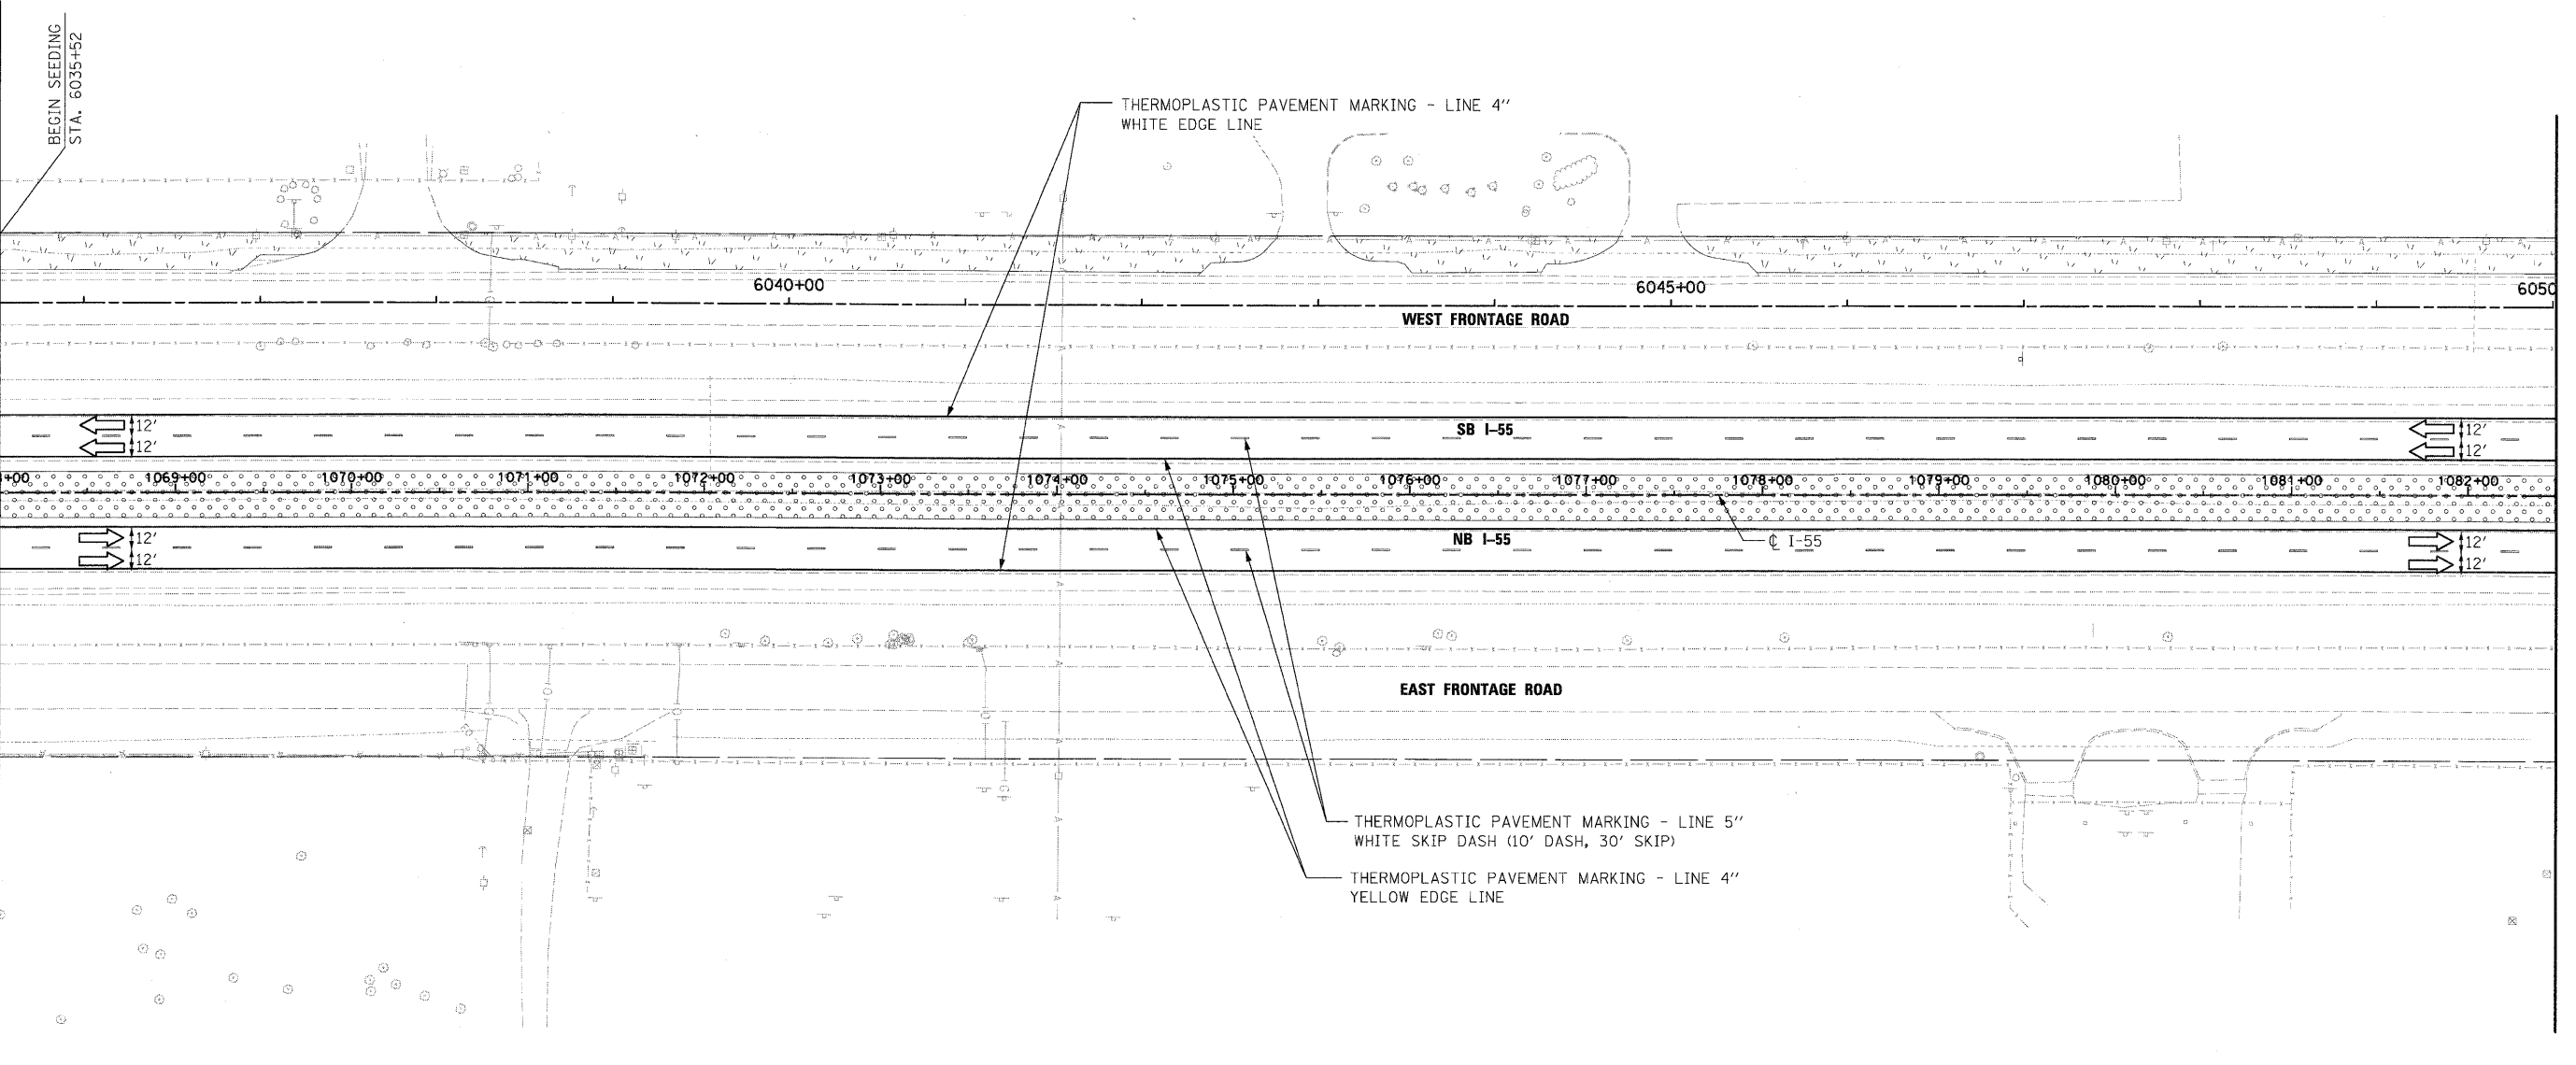 BEGIN SEEDING
STA. 6035+52
THERMOPLASTIC PAVEMENT MARKING - LINE 4"
WHITE EDGE LINE
6040+00
6045+00
6050
WEST FRONTAGE ROAD
12'
12'
SB I-55
12'
12'
+00
1069+00
1070+00
1071+00
1072+00
1073+00
1074+00
1075+00
1076+00
1077+00
1078+00
1079+00
1080+00
1081+00
1082+00
12'
12'
NB I-55
℄ I-55
12'
12'
EAST FRONTAGE ROAD
THERMOPLASTIC PAVEMENT MARKING - LINE 5"
WHITE SKIP DASH (10' DASH, 30' SKIP)
THERMOPLASTIC PAVEMENT MARKING - LINE 4"
YELLOW EDGE LINE